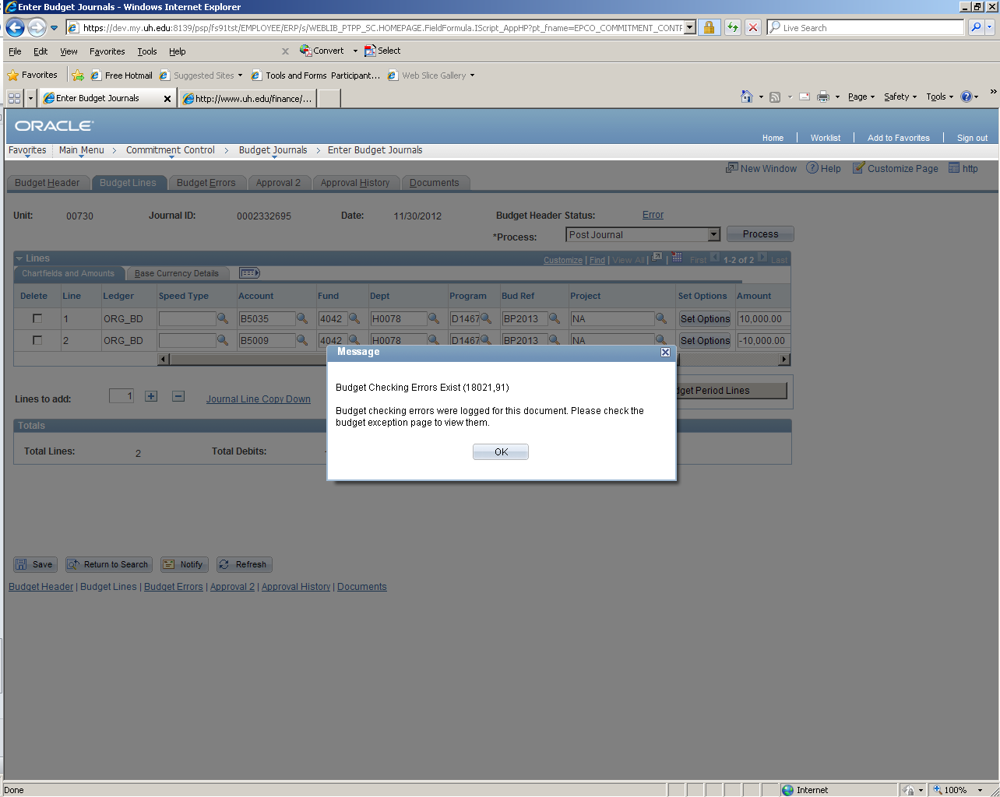 Enter Budget Journals - Windows Internet Explorer
https://dev.my.uh.edu:8139/psp/fs91tst/EMPLOYEE/ERP/s/WEBLIB_PTPP_SC.HOMEPAGE.FieldFormula.IScript_AppHP?pt_fname=EPCO_COMMITMENT_CONTR Live Search
File Edit View Favorites Tools Help x Convert Select
Favorites Free Hotmail Suggested Sites Tools and Forms Participant... Web Slice Gallery
Enter Budget Journals http://www.uh.edu/finance/... Page Safety Tools
ORACLE
Home Worklist Add to Favorites Sign out
Favorites Main Menu > Commitment Control > Budget Journals > Enter Budget Journals
New Window Help Customize Page http
Budget Header Budget Lines Budget Errors Approval 2 Approval History Documents
Unit: 00730 Journal ID: 0002332695 Date: 11/30/2012 Budget Header Status: Error
*Process: Post Journal Process
Lines Customize | Find | View All | | First 1-2 of 2 Last
Chartfields and Amounts Base Currency Details
Delete Line Ledger Speed Type Account Fund Dept Program Bud Ref Project Set Options Amount
1 ORG_BD B5035 4042 H0078 D1467 BP2013 NA Set Options 10,000.00
2 ORG_BD B5009 4042 H0078 D1467 BP2013 NA Set Options -10,000.00
Message
Budget Checking Errors Exist (18021,91)
Budget checking errors were logged for this document. Please check the
budget exception page to view them.
OK
Lines to add: 1 Journal Line Copy Down Period Lines
Totals
Total Lines: 2 Total Debits:
Save Return to Search Notify Refresh
Budget Header | Budget Lines | Budget Errors | Approval 2 | Approval History | Documents
Done Internet 100%